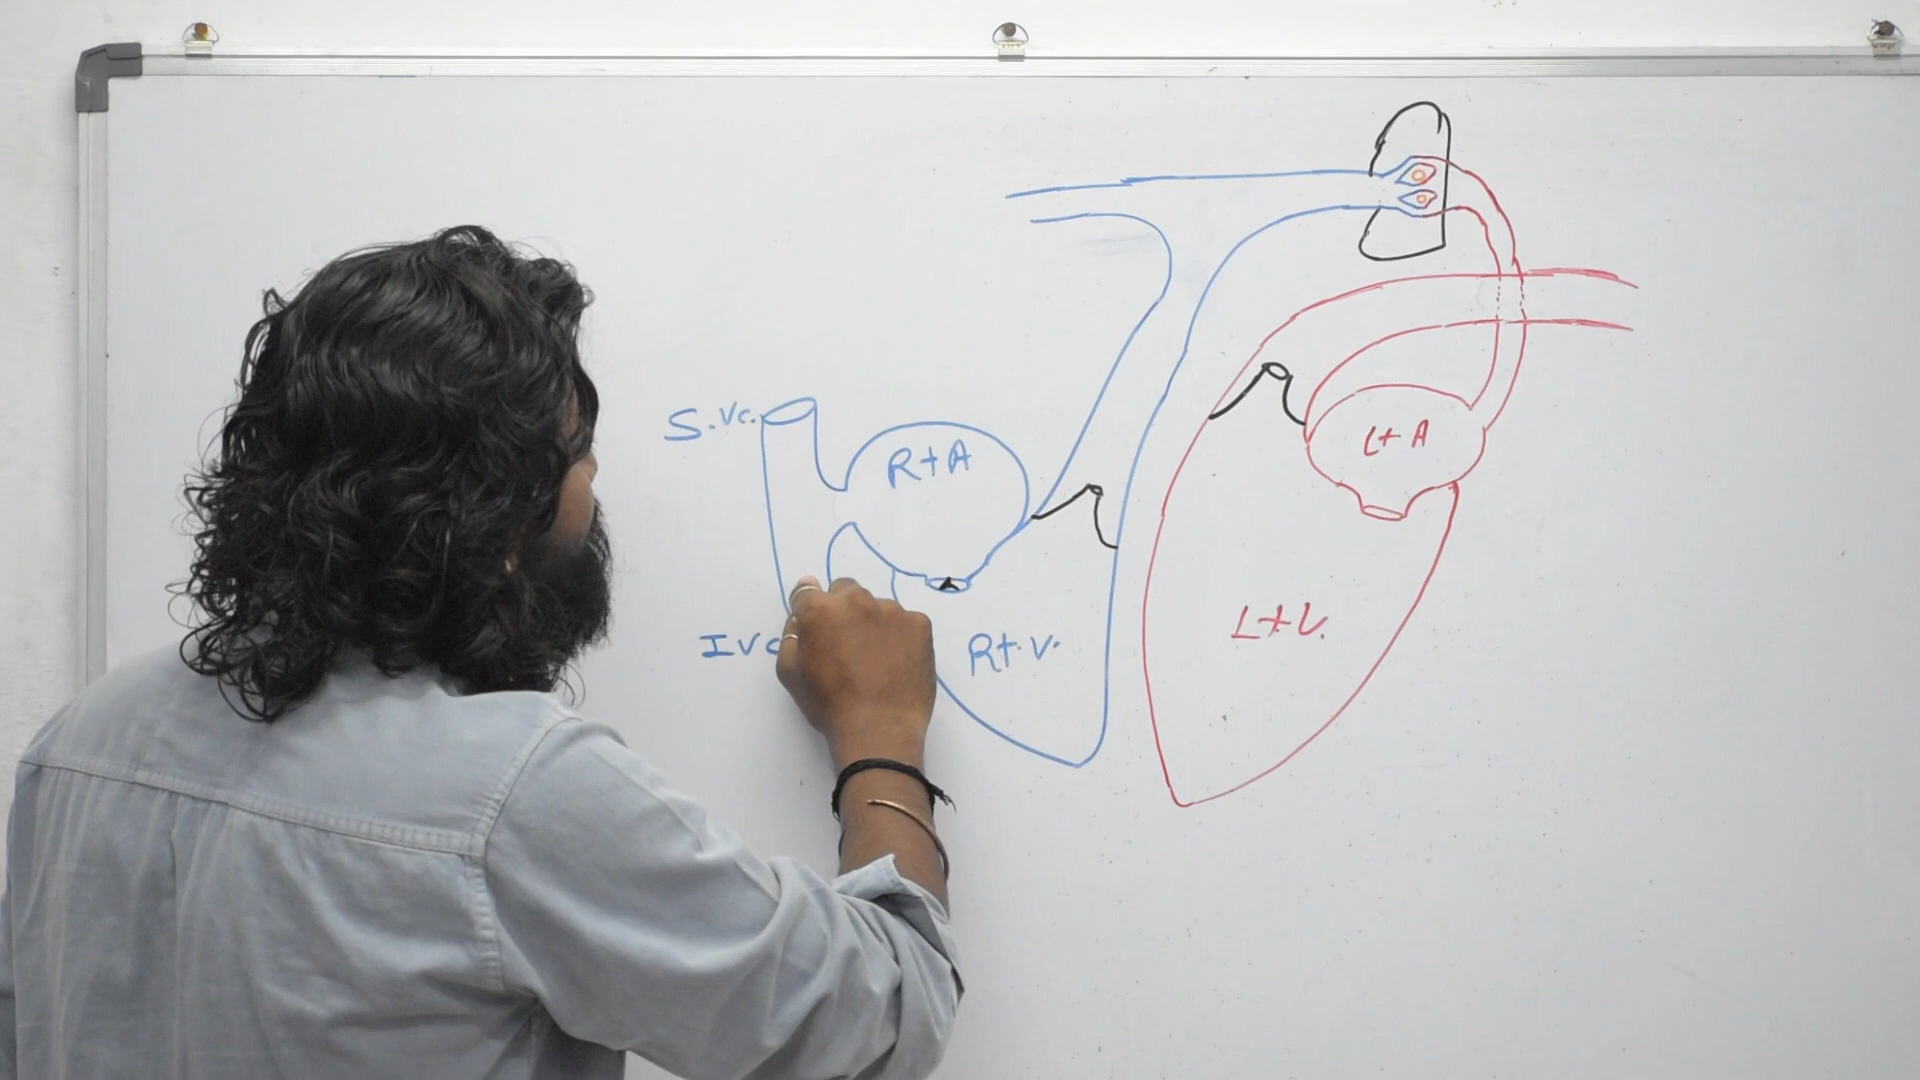 S.Vc.
Rt A
Lt A
Lt V.
IVC
Rt. V.